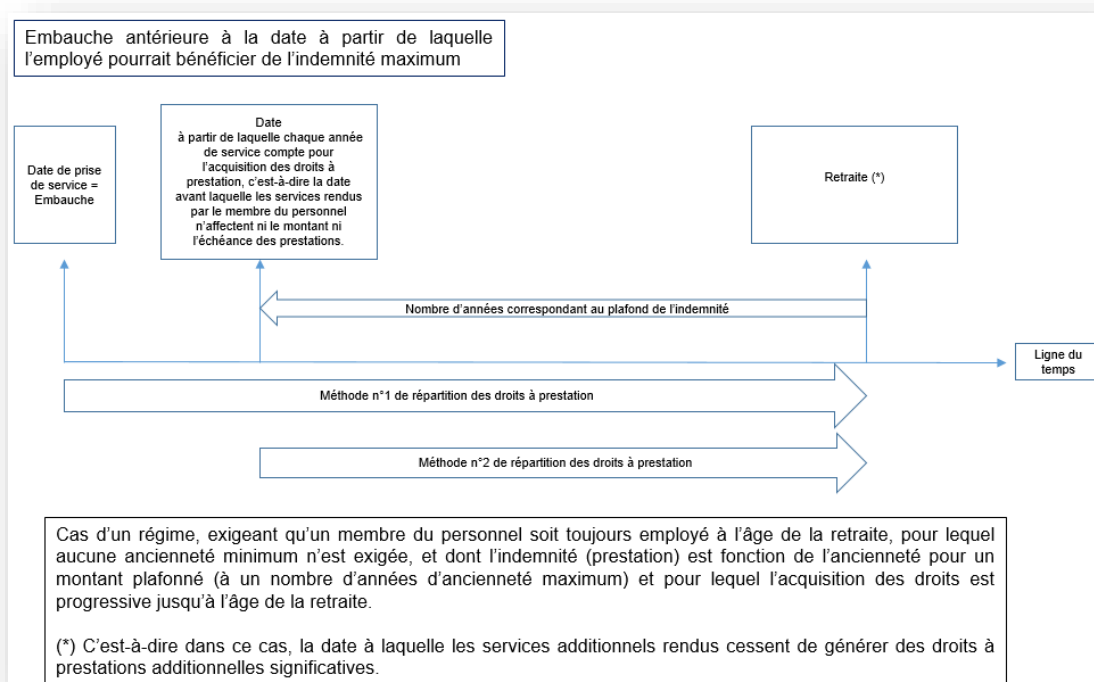 Embauche antérieure à la date à partir de laquelle
l'employé pourrait bénéficier de l'indemnité maximum
Date de prise
de service =
Embauche
Date
à partir de laquelle chaque année
de service compte pour
l'acquisition des droits à
prestation, c'est-à-dire la date
avant laquelle les services rendus
par le membre du personnel
n'affectent ni le montant ni
l'échéance des prestations.
Retraite (*)
Nombre d'années correspondant au plafond de l'indemnité
Ligne du
temps
Méthode n°1 de répartition des droits à prestation
Méthode n°2 de répartition des droits à prestation
Cas d'un régime, exigeant qu'un membre du personnel soit toujours employé à l'âge de la retraite, pour lequel
aucune ancienneté minimum n'est exigée, et dont l'indemnité (prestation) est fonction de l'ancienneté pour un
montant plafonné (à un nombre d'années d'ancienneté maximum) et pour lequel l'acquisition des droits est
progressive jusqu'à l'âge de la retraite.
(*) C'est-à-dire dans ce cas, la date à laquelle les services additionnels rendus cessent de générer des droits à
prestations additionnelles significatives.